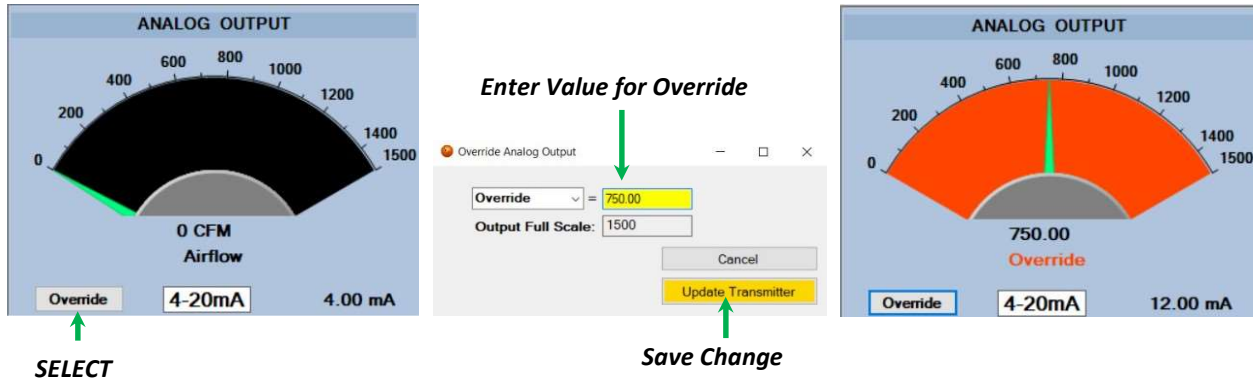 ANALOG OUTPUT
0
200
400
600
800
1000
1200
1400
1500
0 CFM
Airflow
Override
4-20mA
4.00 mA
SELECT
Enter Value for Override
Override Analog Output
Override = 750.00
Output Full Scale: 1500
Cancel
Update Transmitter
Save Change
ANALOG OUTPUT
0
200
400
600
800
1000
1200
1400
1500
750.00
Override
Override
4-20mA
12.00 mA